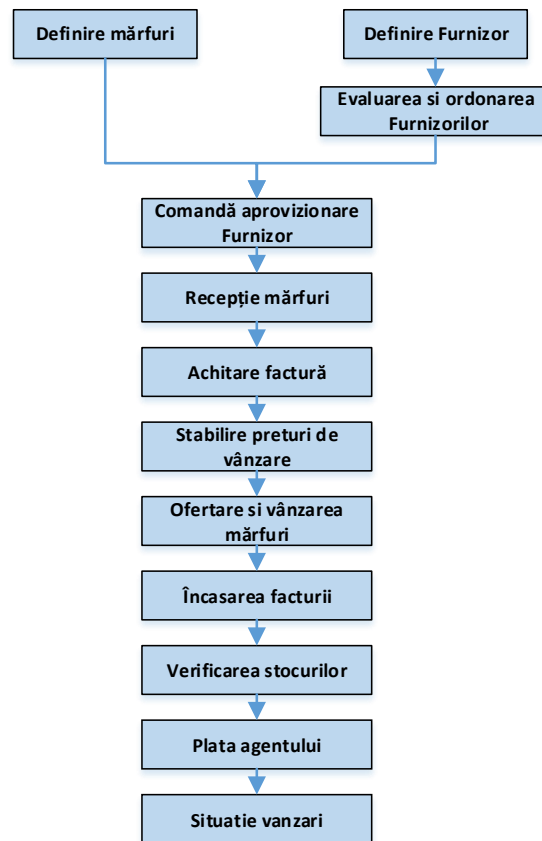 Definire mărfuri
Definire Furnizor
Evaluarea si ordonarea
Furnizorilor
Comandă aprovizionare
Furnizor
Recepție mărfuri
Achitare factură
Stabilire preturi de
vânzare
Ofertare si vânzarea
mărfuri
Încasarea facturii
Verificarea stocurilor
Plata agentului
Situatie vanzari